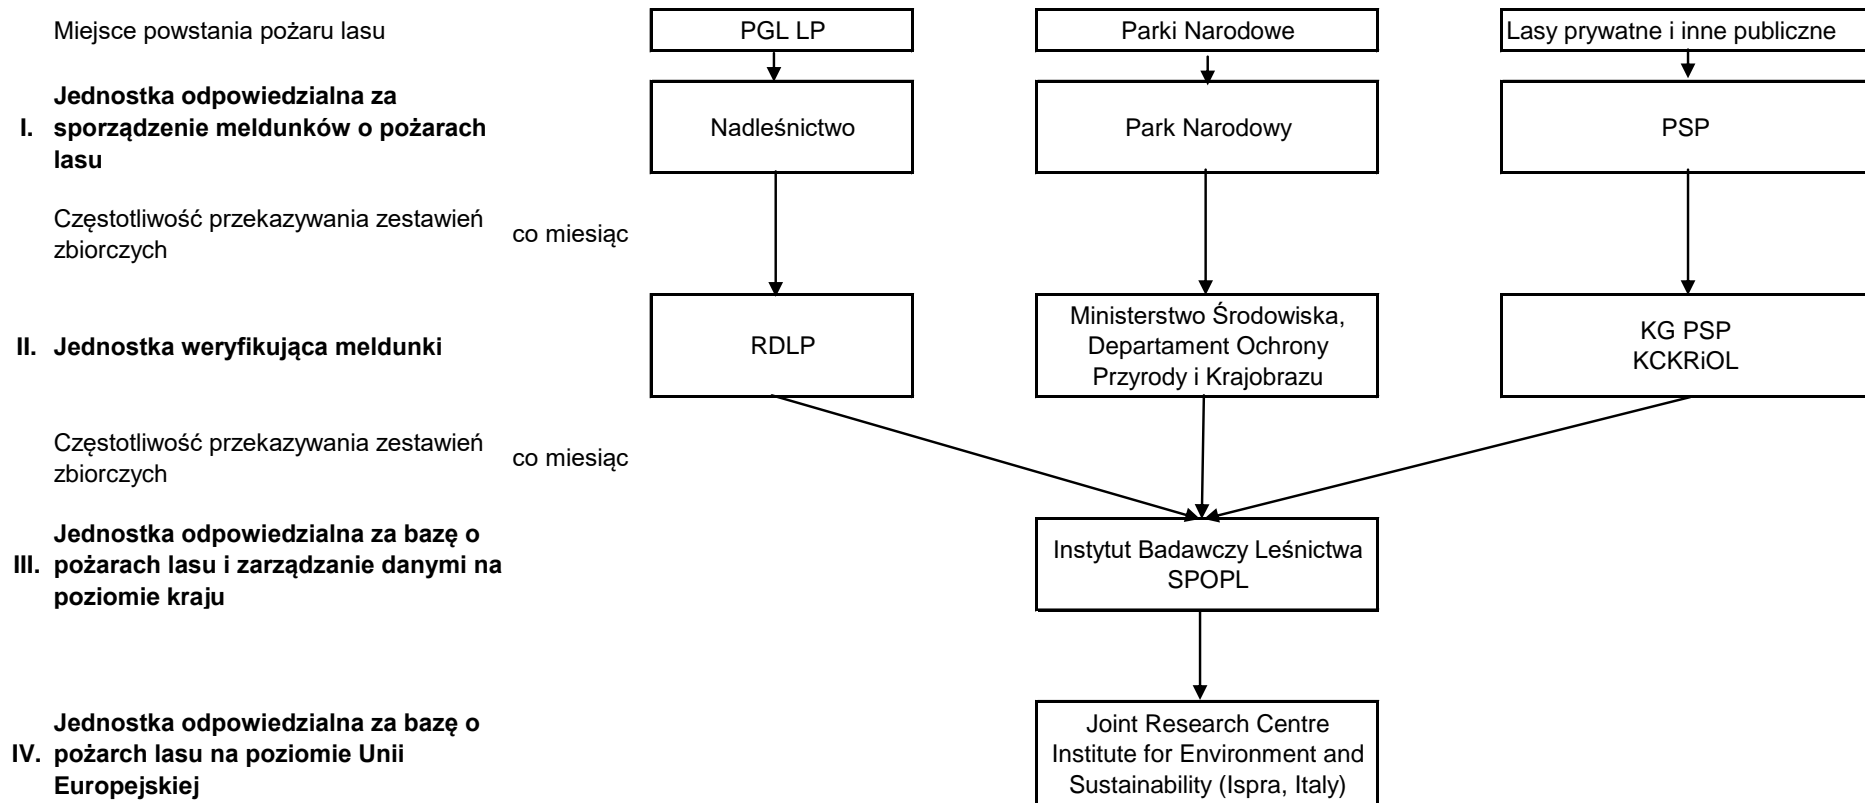 Miejsce powstania pożaru lasu
PGL LP
Parki Narodowe
Lasy prywatne i inne publiczne
I.
Jednostka odpowiedzialna za
sporządzenie meldunków o pożarach
lasu
Nadleśnictwo
Park Narodowy
PSP
Częstotliwość przekazywania zestawień
zbiorczych
co miesiąc
II.
Jednostka weryfikująca meldunki
RDLP
Ministerstwo Środowiska,
Departament Ochrony
Przyrody i Krajobrazu
KG PSP
KCKRiOL
Częstotliwość przekazywania zestawień
zbiorczych
co miesiąc
III.
Jednostka odpowiedzialna za bazę o
pożarach lasu i zarządzanie danymi na
poziomie kraju
Instytut Badawczy Leśnictwa
SPOPL
IV.
Jednostka odpowiedzialna za bazę o
pożarch lasu na poziomie Unii
Europejskiej
Joint Research Centre
Institute for Environment and
Sustainability (Ispra, Italy)